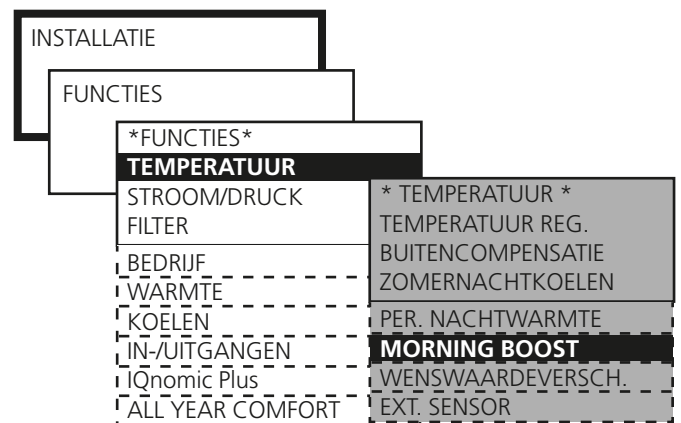 INSTALLATIE
FUNCTIES
*FUNCTIES*
TEMPERATUUR
STROOM/DRUCK
FILTER
BEDRIJF
WARMTE
KOELEN
IN-/UITGANGEN
IQnomic Plus
ALL YEAR COMFORT
* TEMPERATUUR *
TEMPERATUUR REG.
BUITENCOMPENSATIE
ZOMERNACHTKOELEN
PER. NACHTWARMTE
MORNING BOOST
WENSWAARDEVERSCH.
EXT. SENSOR